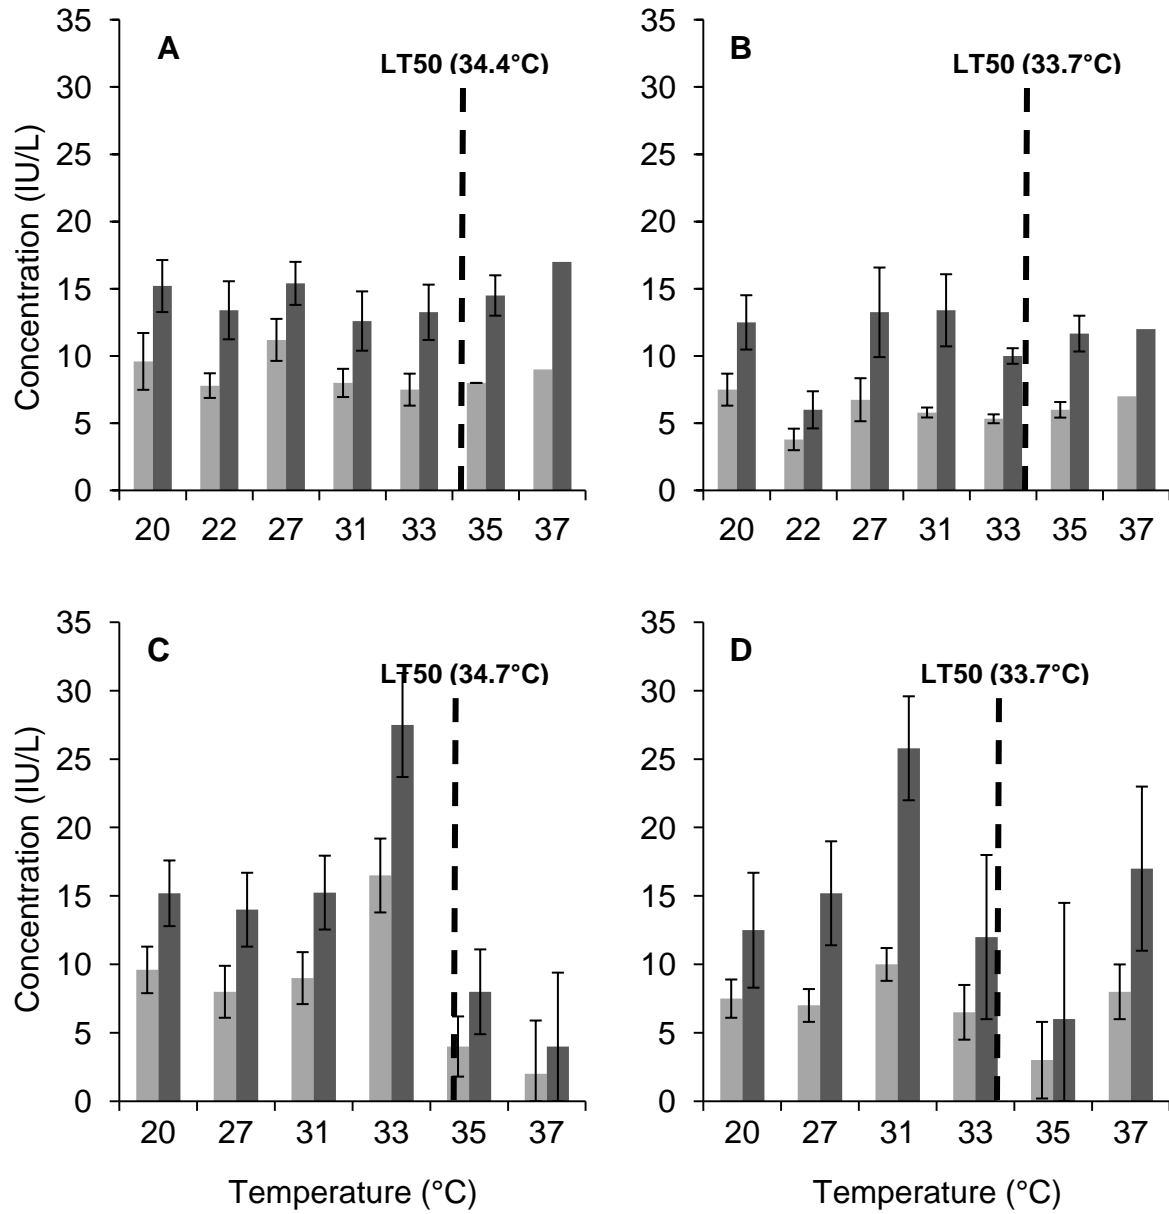 A
LT50 (34.4°C)
Concentration (IU/L)
35
30
25
20
15
10
5
0
20 22 27 31 33 35 37
B
LT50 (33.7°C)
35
30
25
20
15
10
5
0
20 22 27 31 33 35 37
C
LT50 (34.7°C)
Concentration (IU/L)
35
30
25
20
15
10
5
0
20 27 31 33 35 37
Temperature (°C)
D
LT50 (33.7°C)
35
30
25
20
15
10
5
0
20 27 31 33 35 37
Temperature (°C)